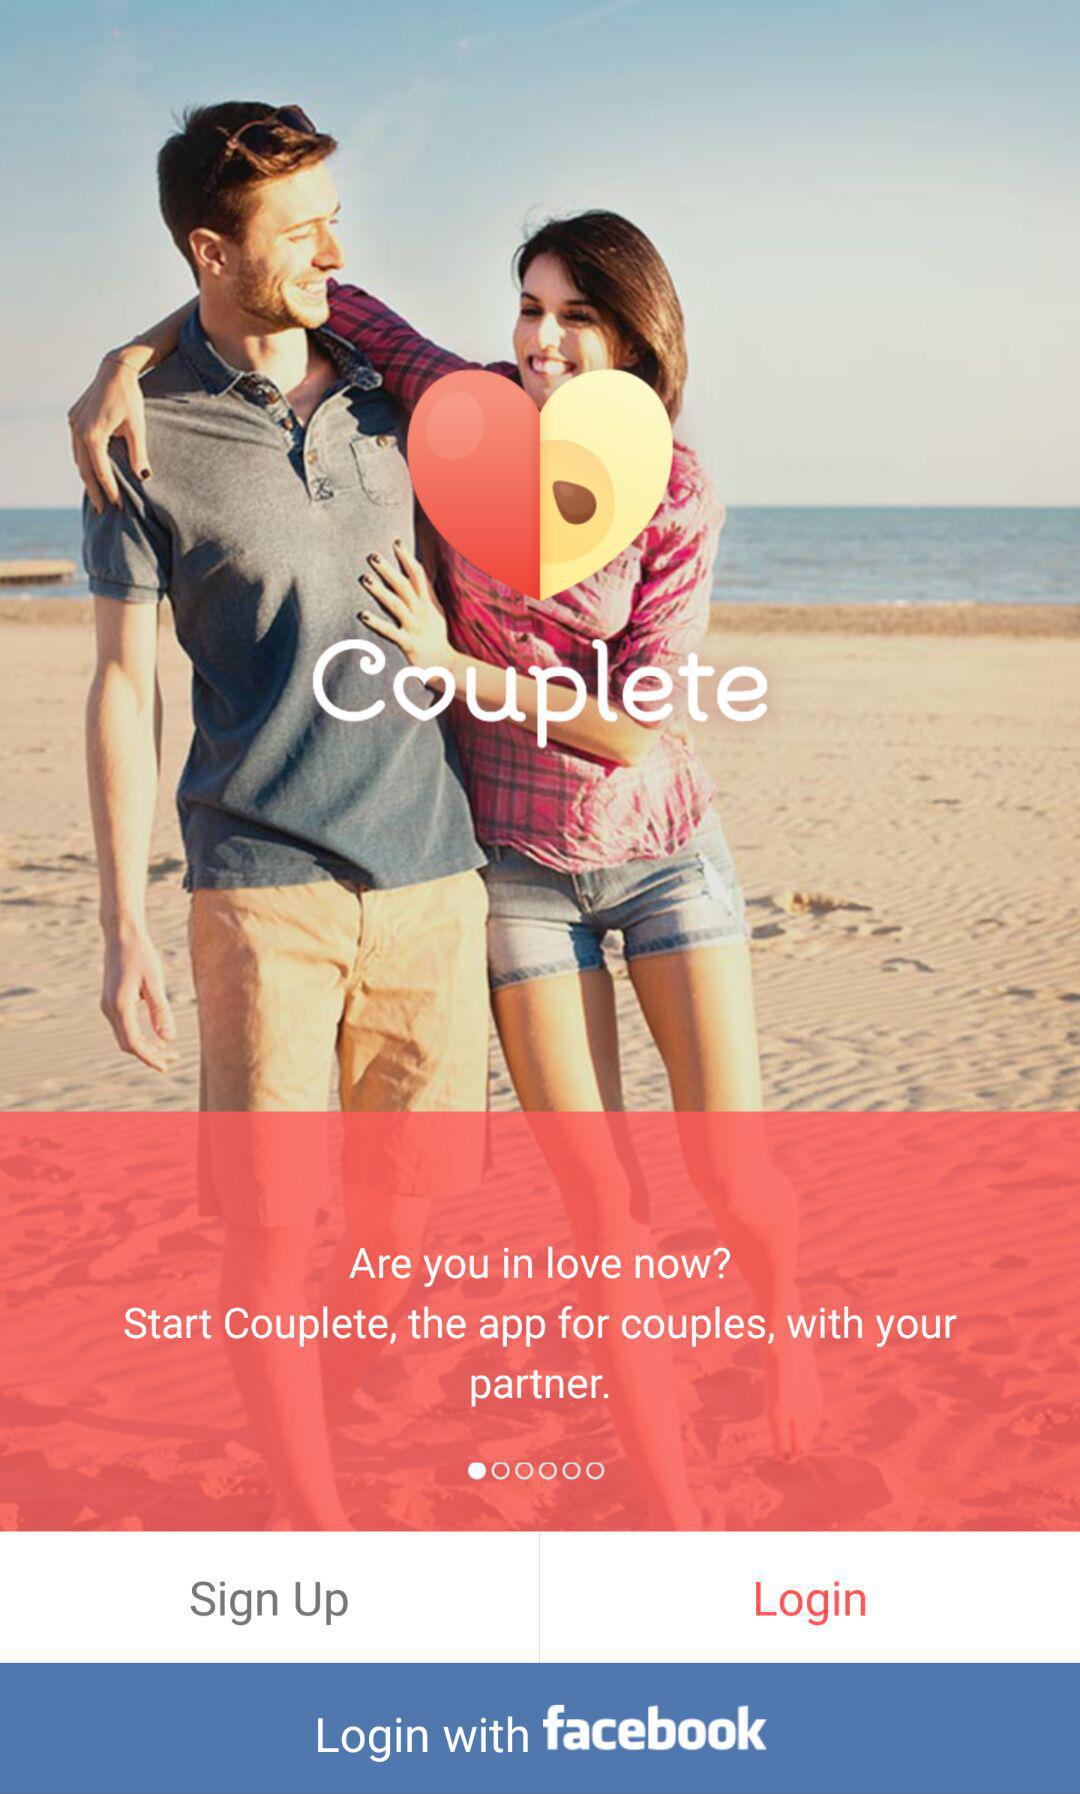 Couplete
Are you in love now?
Start Couplete, the app for couples, with your
partner.
Sign Up
Login
Login with facebook